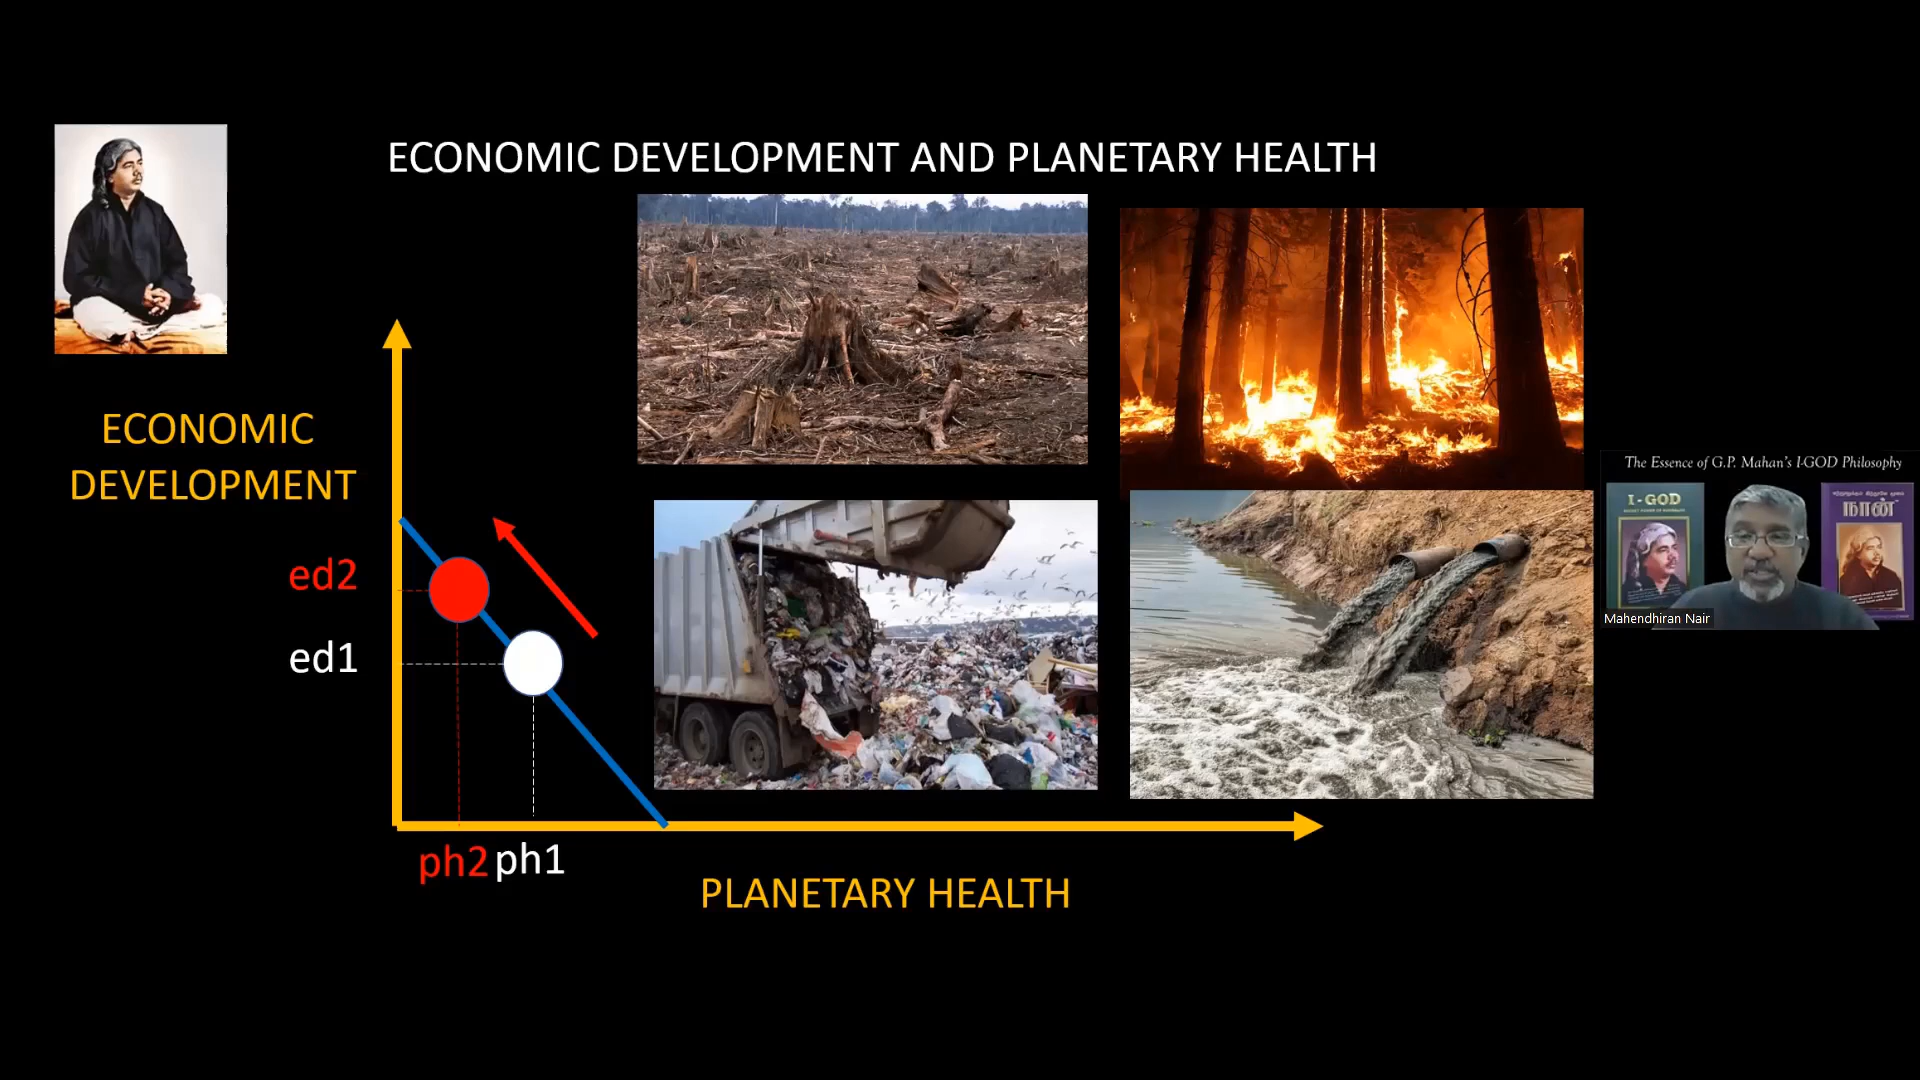 ECONOMIC DEVELOPMENT AND PLANETARY HEALTH
ECONOMIC
DEVELOPMENT
ed2
ed1
ph2 ph1
PLANETARY HEALTH
The Essence of G.P. Mahan's I-GOD Philosophy
I-GOD
நான்
Mahendhiran Nair